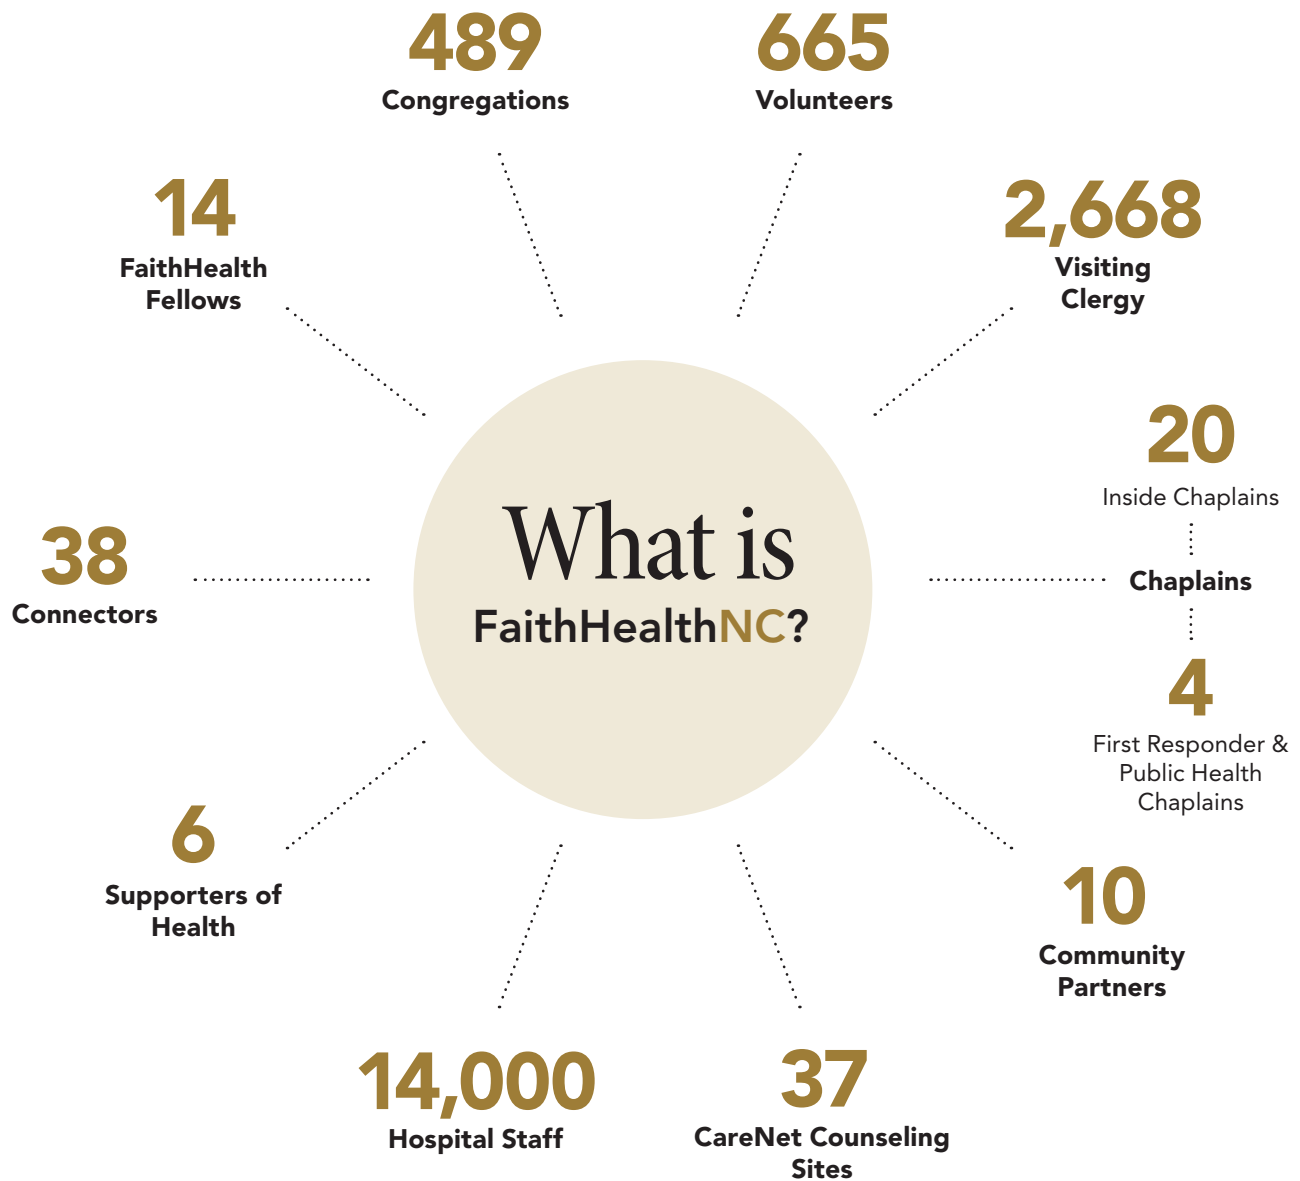 489
Congregations
665
Volunteers
14
FaithHealth
Fellows
2,668
Visiting
Clergy
20
Inside Chaplains
Chaplains
4
First Responder &
Public Health
Chaplains
38
Connectors
What is
FaithHealthNC?
6
Supporters of
Health
10
Community
Partners
14,000
Hospital Staff
37
CareNet Counseling
Sites